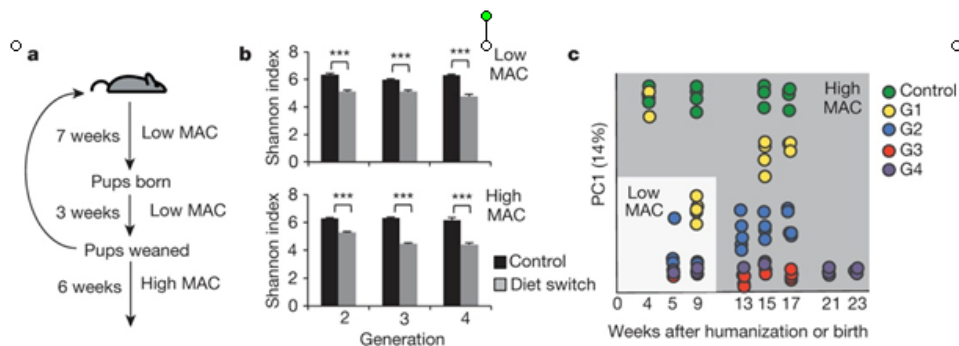 a
7 weeks
Low MAC
Pups born
3 weeks
Low MAC
Pups weaned
6 weeks
High MAC
b
Shannon index
8
6
4
2
0
***
***
***
Low
MAC
Shannon index
8
6
4
2
0
***
***
***
High
MAC
Control
Diet switch
2 3 4
Generation
c
PC1 (14%)
High
MAC
Low
MAC
Control
G1
G2
G3
G4
0 4 5 9 13 15 17 21 23
Weeks after humanization or birth